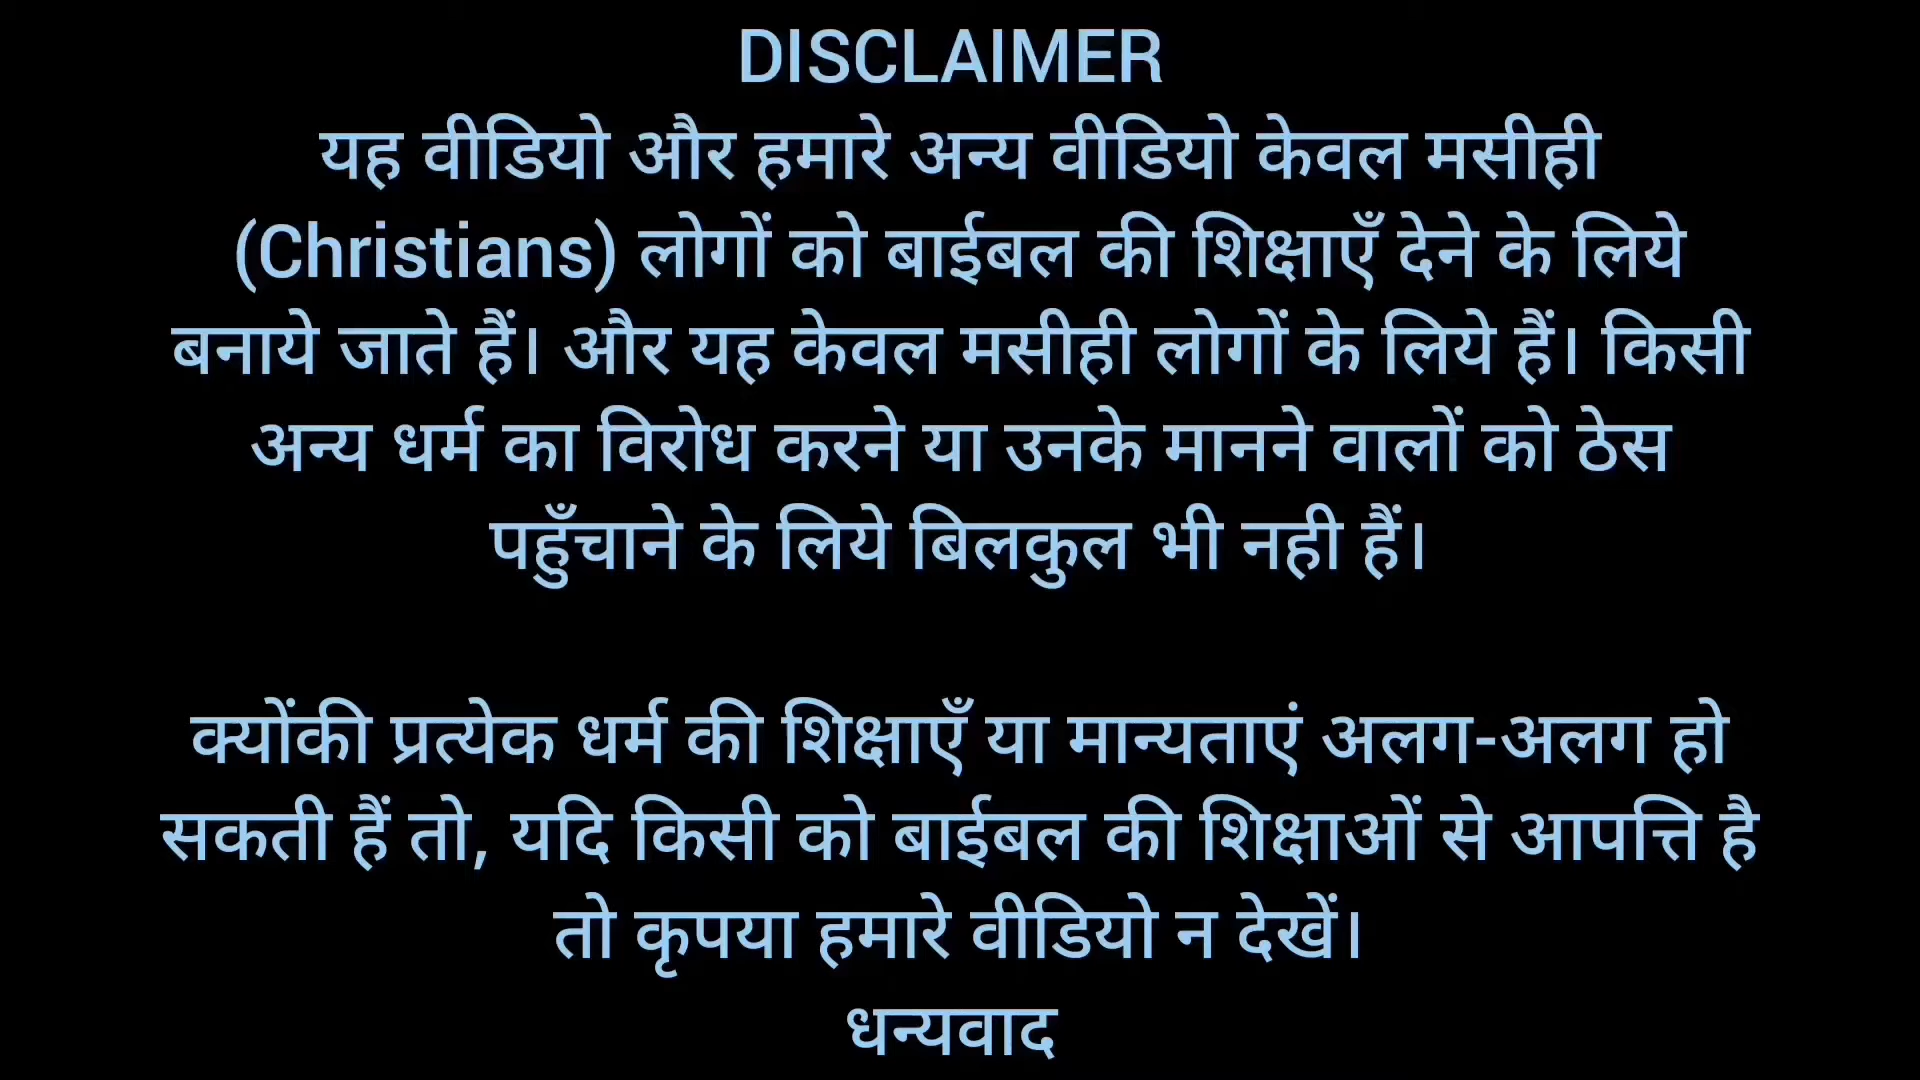 DISCLAIMER
यह वीडियो और हमारे अन्य वीडियो केवल मसीही
(Christians) लोगों को बाईबल की शिक्षाएँ देने के लिये
बनाये जाते हैं। और यह केवल मसीही लोगों के लिये हैं। किसी
अन्य धर्म का विरोध करने या उनके मानने वालों को ठेस
पहुँचाने के लिये बिलकुल भी नही हैं।
क्योंकी प्रत्येक धर्म की शिक्षाएँ या मान्यताएं अलग-अलग हो
सकती हैं तो, यदि किसी को बाईबल की शिक्षाओं से आपत्ति है
तो कृपया हमारे वीडियो न देखें।
धन्यवाद